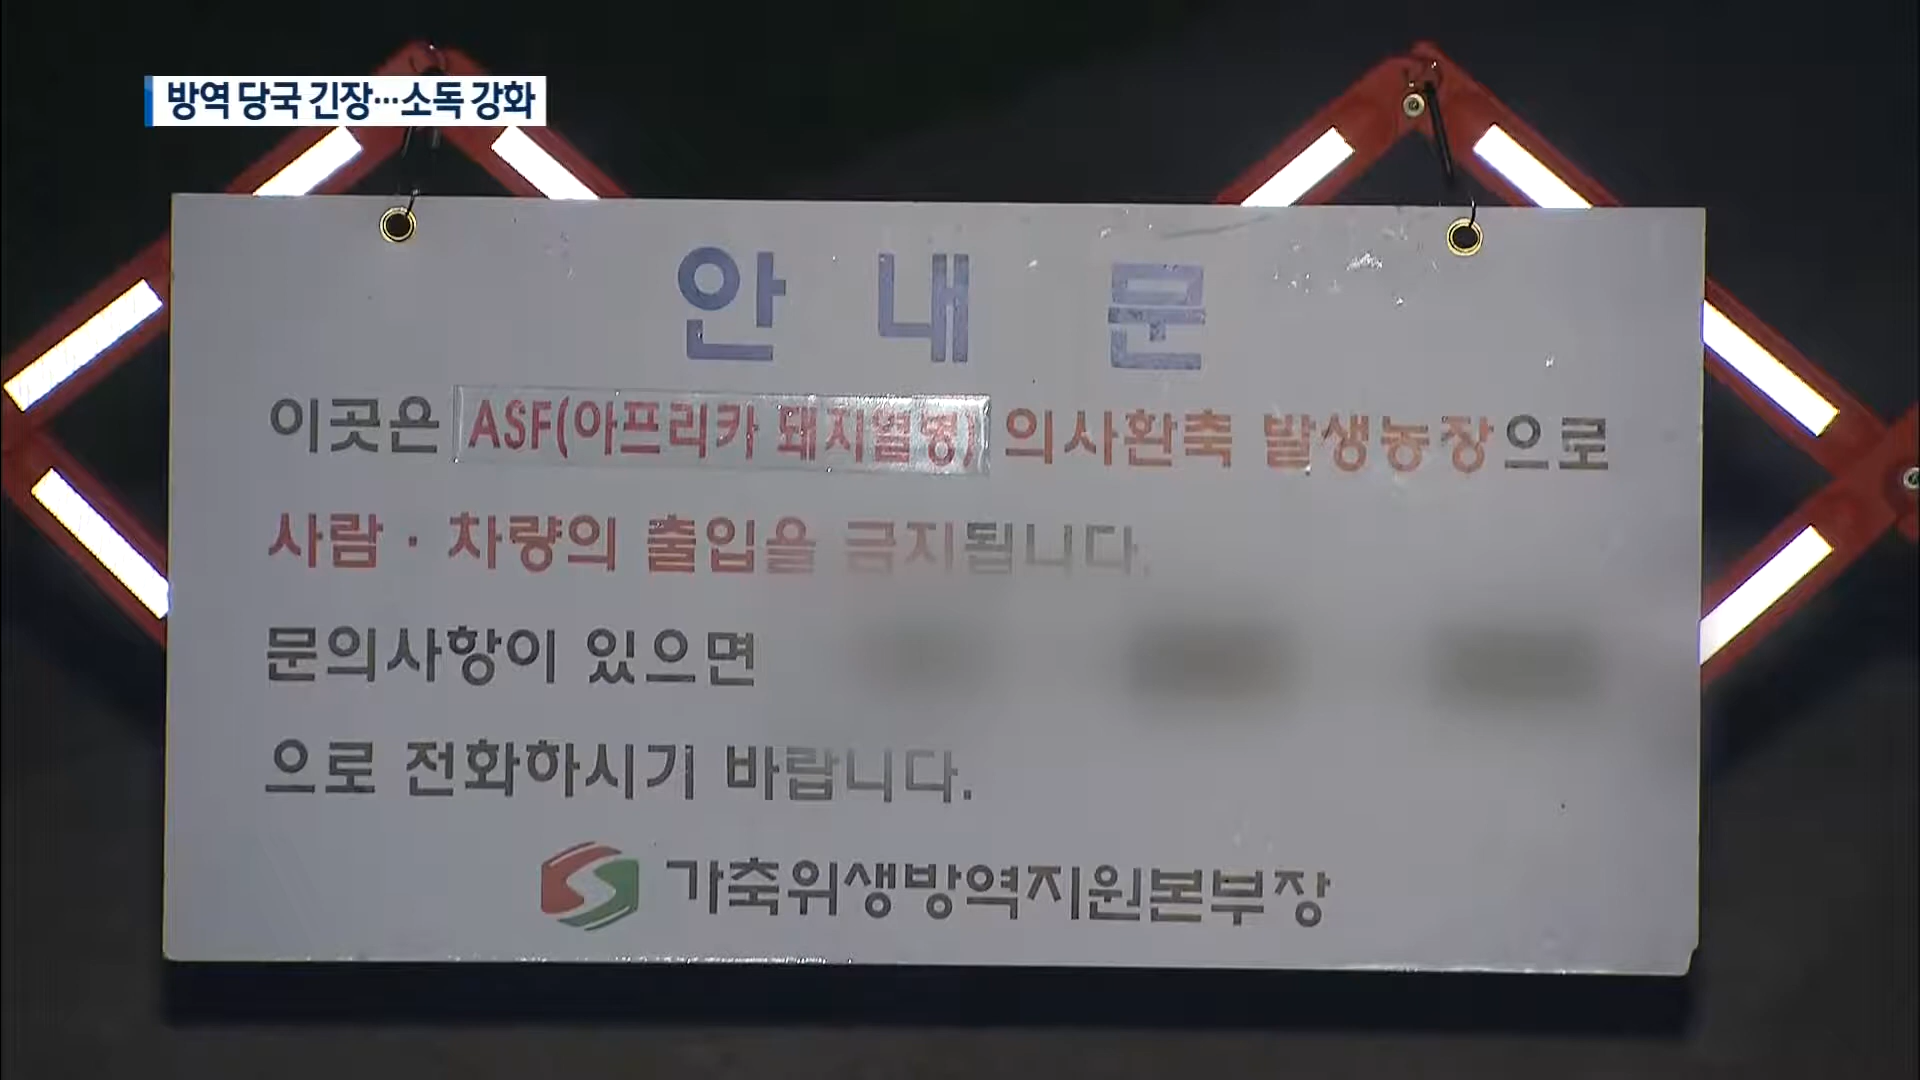 방역 당국 긴장…소독 강화
안 내 문
이곳은 ASF(아프리카 돼지열병) 의사환축 발생농장으로
사람 · 차량의 출입을 금지됩니다.
문의사항이 있으면
으로 전화하시기 바랍니다.
가축위생방역지원본부장